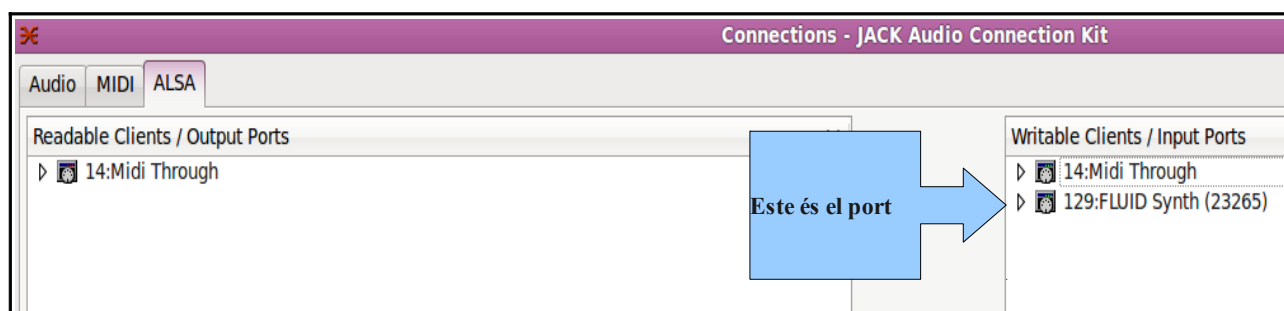 Connections - JACK Audio Connection Kit
Audio MIDI ALSA
Readable Clients / Output Ports
Writable Clients / Input Ports
14:Midi Through
14:Midi Through
Este és el port
129:FLUID Synth (23265)